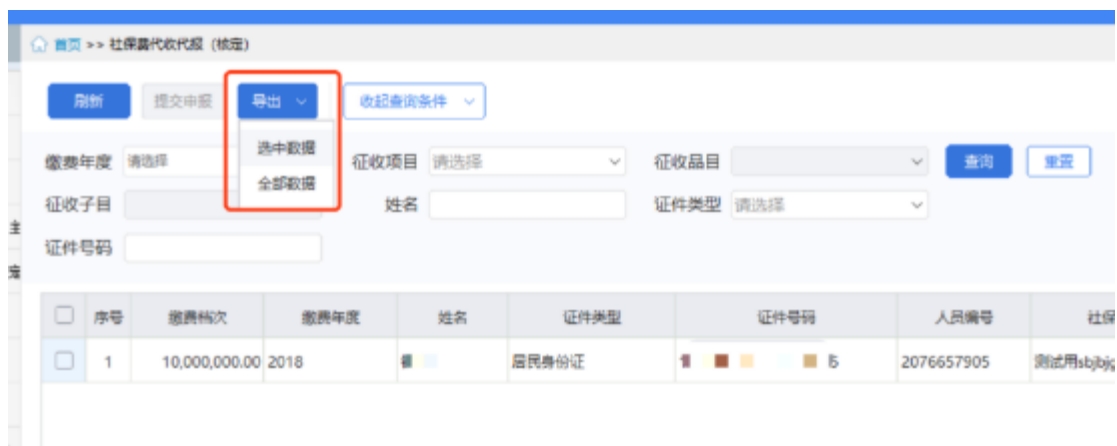 首页 >> 社保费代收代报（核定）
刷新 提交申报 导出 收起查询条件
选中数据
全部数据
缴费年度 请选择 征收项目 请选择 征收品目 查询 重置
征收子目 姓名 证件类型 请选择
证件号码
序号 缴费档次 缴费年度 姓名 证件类型 证件号码 人员编号 社保
1 10,000,000.00 2018 居民身份证 2076657905 测试用sbjbjg